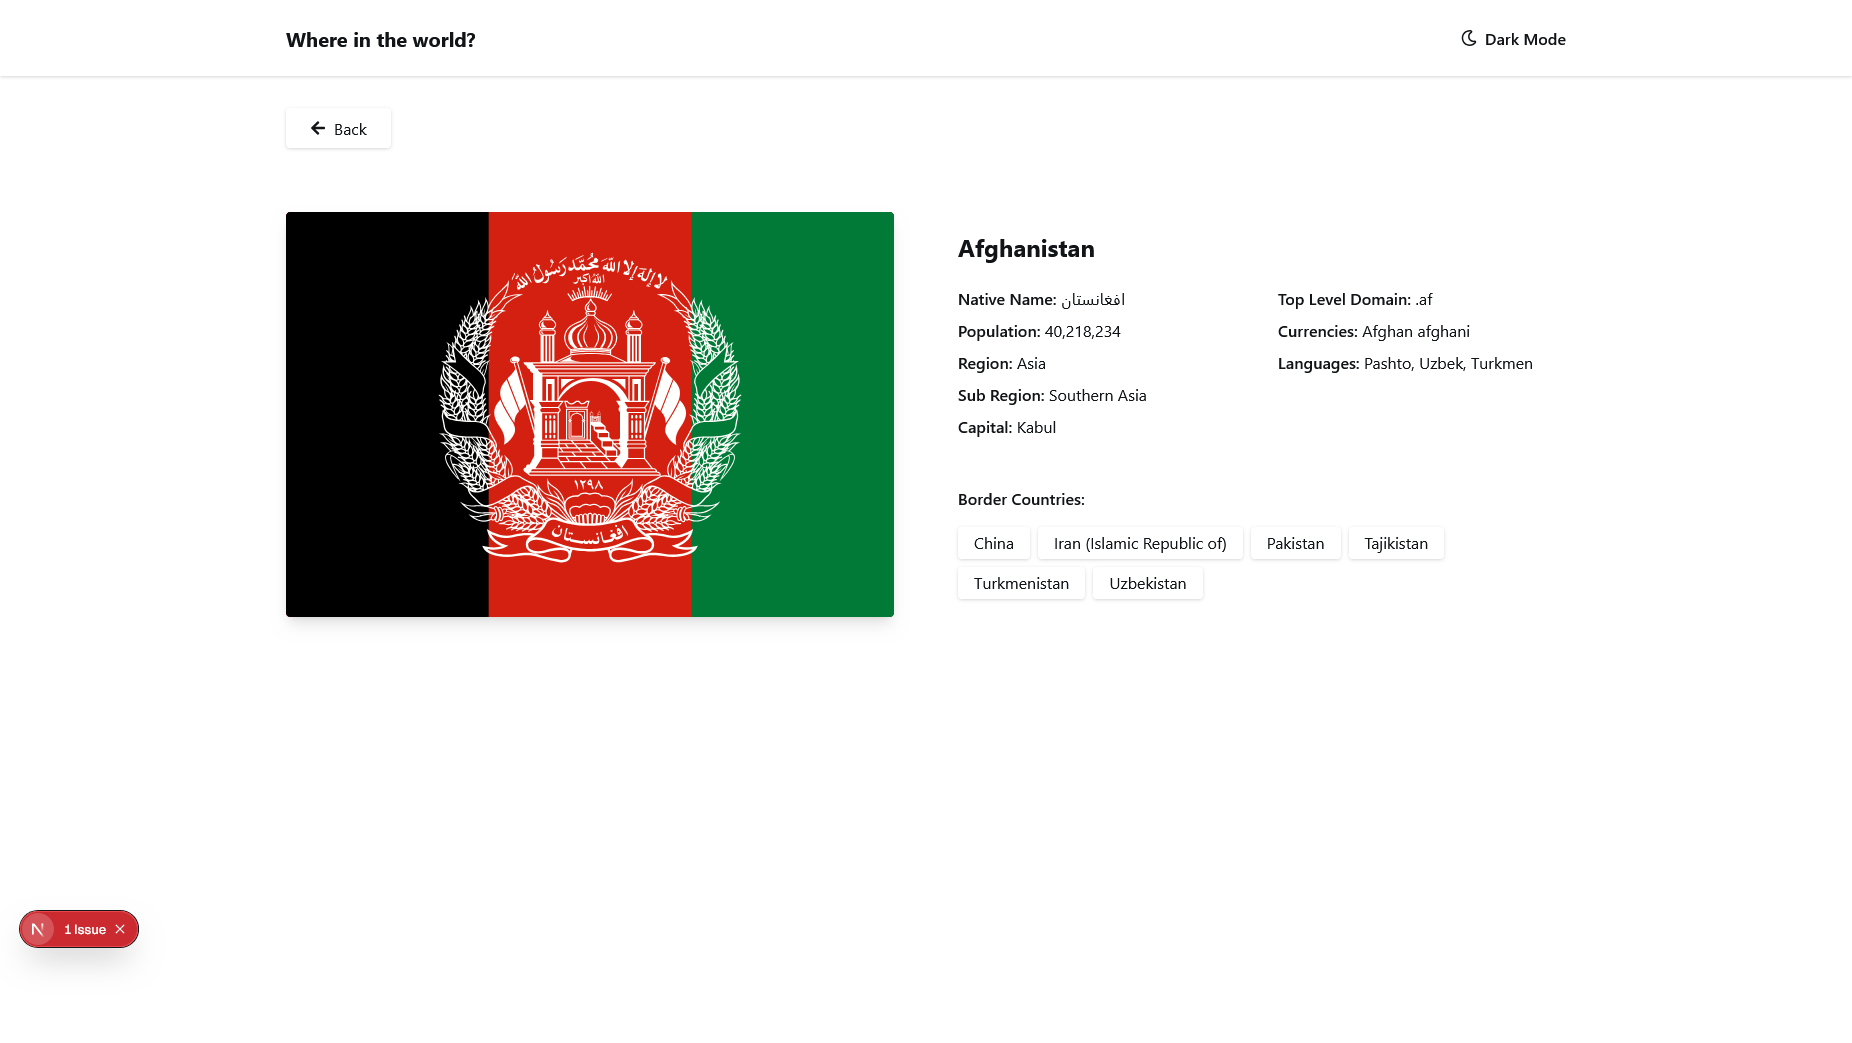 Where in the world?
Dark Mode
Back
لا إله إلا الله محمد رسول الله
الله أكبر
١٢٩٨
افغانستان
Afghanistan
Native Name: افغانستان
Population: 40,218,234
Region: Asia
Sub Region: Southern Asia
Capital: Kabul
Top Level Domain: .af
Currencies: Afghan afghani
Languages: Pashto, Uzbek, Turkmen
Border Countries:
China
Iran (Islamic Republic of)
Pakistan
Tajikistan
Turkmenistan
Uzbekistan
N 1 Issue